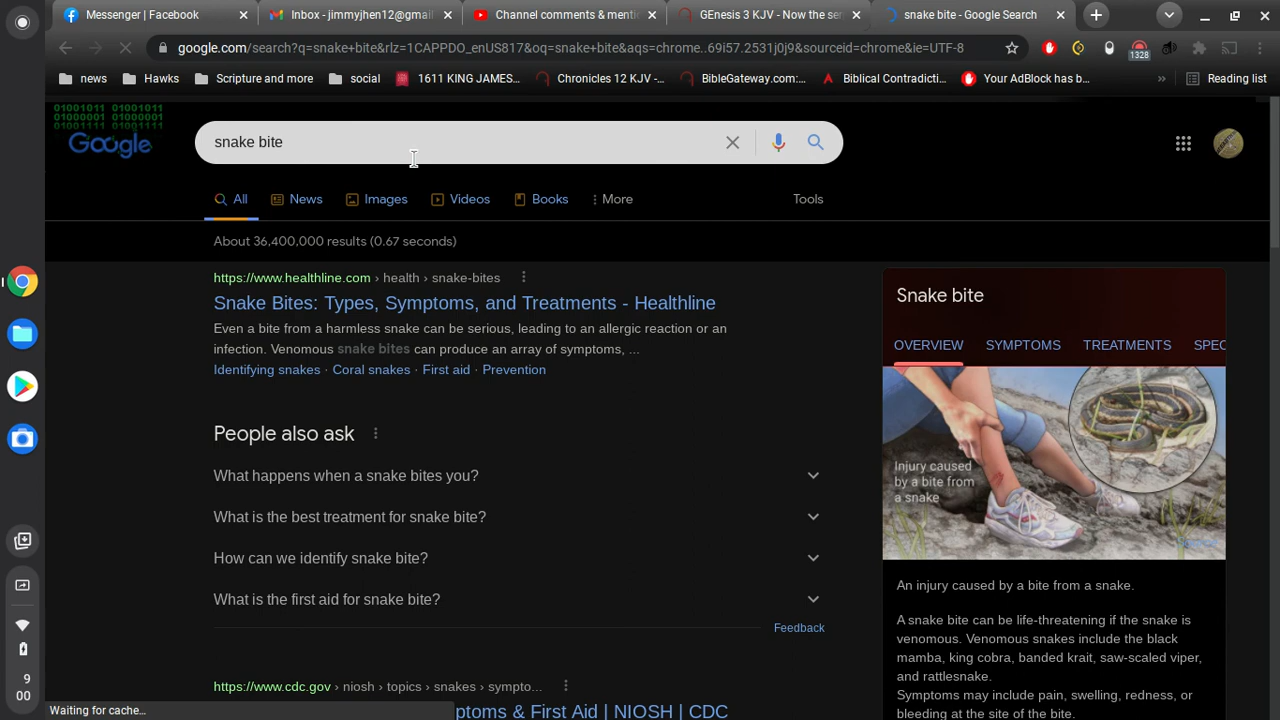 Messenger | Facebook
Inbox - jimmyjhen12@gmail
Channel comments & mentio
GEnesis 3 KJV - Now the ser
snake bite - Google Search
google.com/search?q=snake+bite&rlz=1CAPPDO_enUS817&oq=snake+bite&aqs=chrome..69i57.2531j0j9&sourceid=chrome&ie=UTF-8
1328
news
Hawks
Scripture and more
social
1611 KING JAMES...
Chronicles 12 KJV -...
BibleGateway.com:...
Biblical Contradicti...
Your AdBlock has b...
»
Reading list
01001011 01001011
01000001 01000001
01001111 01001111
Google
snake bite
All
News
Images
Videos
Books
More
Tools
About 36,400,000 results (0.67 seconds)
https://www.healthline.com › health › snake-bites
Snake Bites: Types, Symptoms, and Treatments - Healthline
Even a bite from a harmless snake can be serious, leading to an allergic reaction or an
infection. Venomous snake bites can produce an array of symptoms, ...
Identifying snakes · Coral snakes · First aid · Prevention
People also ask
What happens when a snake bites you?
What is the best treatment for snake bite?
How can we identify snake bite?
What is the first aid for snake bite?
Feedback
https://www.cdc.gov › niosh › topics › snakes › sympto...
ptoms & First Aid | NIOSH | CDC
Snake bite
OVERVIEW
SYMPTOMS
TREATMENTS
SPEC
Injury caused
by a bite from
a snake
An injury caused by a bite from a snake.
A snake bite can be life-threatening if the snake is
venomous. Venomous snakes include the black
mamba, king cobra, banded krait, saw-scaled viper,
and rattlesnake.
Symptoms may include pain, swelling, redness, or
bleeding at the site of the bite.
9
00
Waiting for cache...